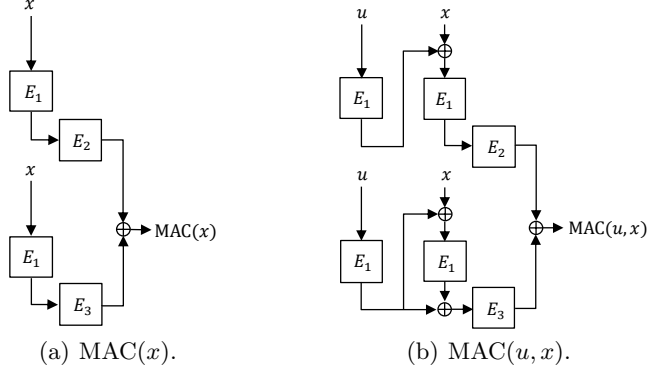 x
E₁
E₂
x
E₁
E₃
MAC(x)
(a) MAC(x).
u
x
⊕
E₁
E₁
E₂
u
x
E₁
E₁
E₃
MAC(u, x)
(b) MAC(u, x).